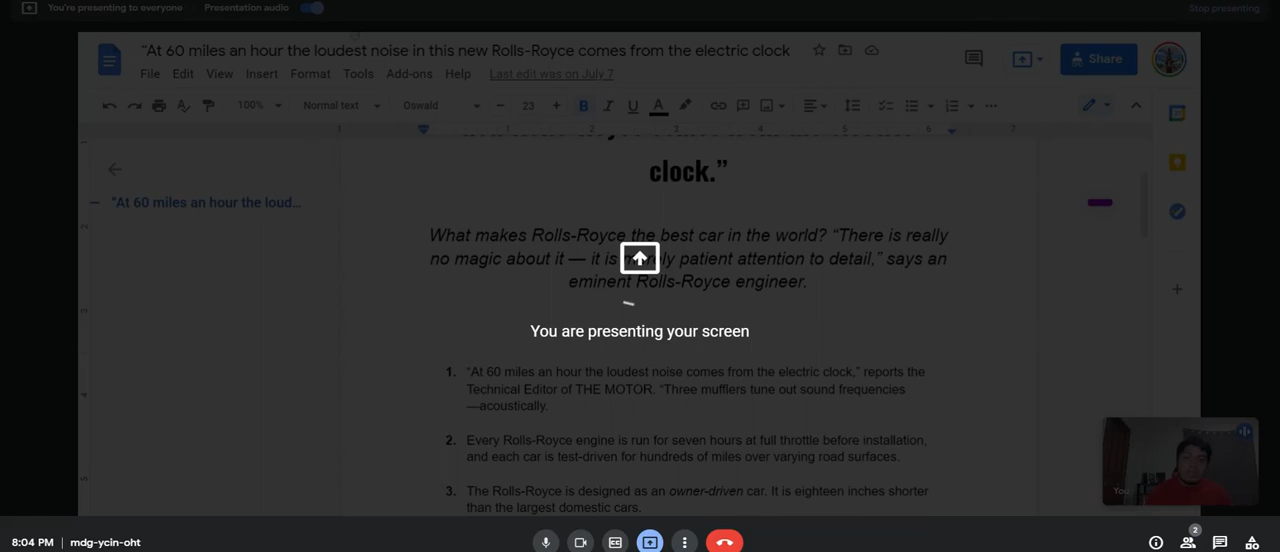 You're presenting to everyone
Presentation audio
Stop presenting
“At 60 miles an hour the loudest noise in this new Rolls-Royce comes from the electric clock
File Edit View Insert Format Tools Add-ons Help Last edit was on July 7
Share
100% Normal text Oswald − 23 + B I U A
1 1 2 3 4 5 6 7
clock.”
“At 60 miles an hour the loud...
What makes Rolls-Royce the best car in the world? “There is really
no magic about it — it is merely patient attention to detail,” says an
eminent Rolls-Royce engineer.
You are presenting your screen
1. “At 60 miles an hour the loudest noise comes from the electric clock,” reports the
Technical Editor of THE MOTOR. “Three mufflers tune out sound frequencies
—acoustically.
2. Every Rolls-Royce engine is run for seven hours at full throttle before installation,
and each car is test-driven for hundreds of miles over varying road surfaces.
3. The Rolls-Royce is designed as an owner-driven car. It is eighteen inches shorter
than the largest domestic cars.
You
8:04 PM | mdg-ycin-oht
2